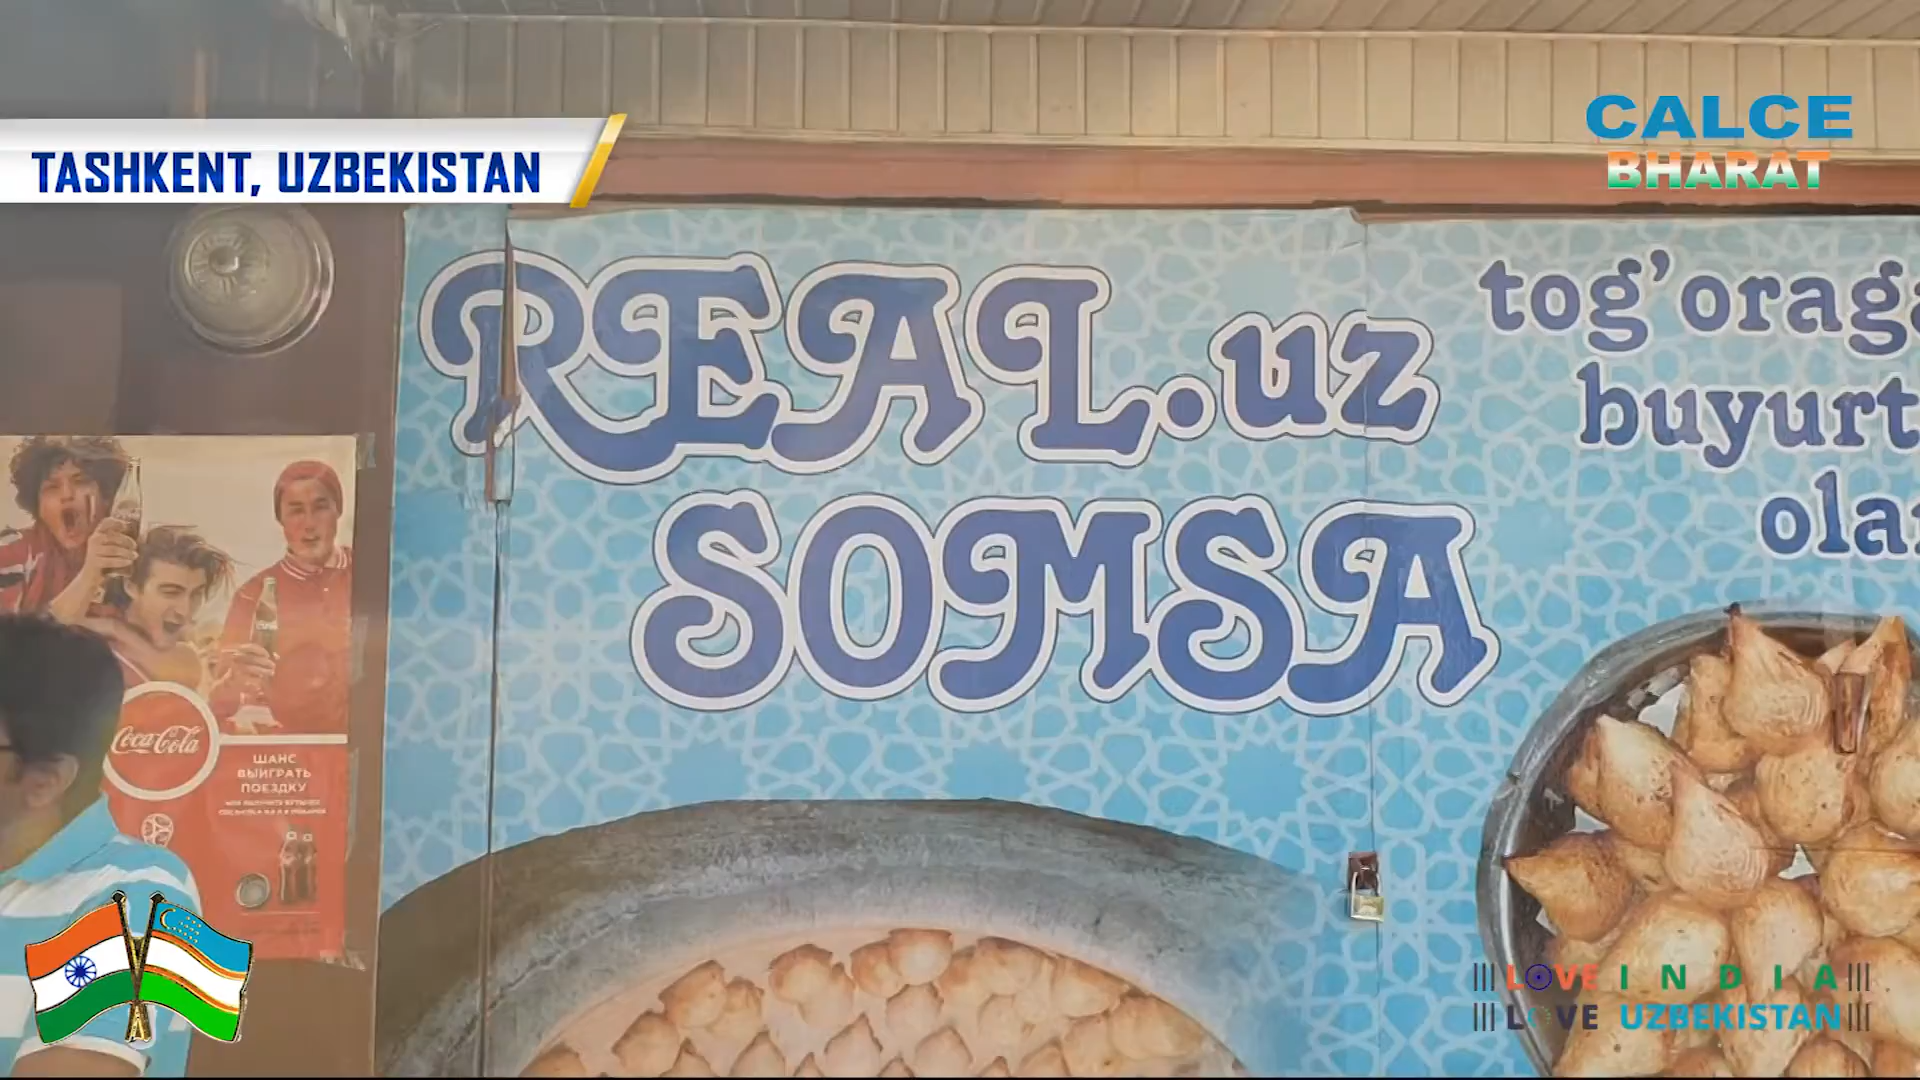 TASHKENT, UZBEKISTAN
CALCE
BHARAT
REAL.uz
SOMSA
tog'oraga
buyurt
olam
Coca-Cola
ШАНС
ВЫИГРАТЬ
ПОЕЗДКУ
LOVE INDIA
LOVE UZBEKISTAN